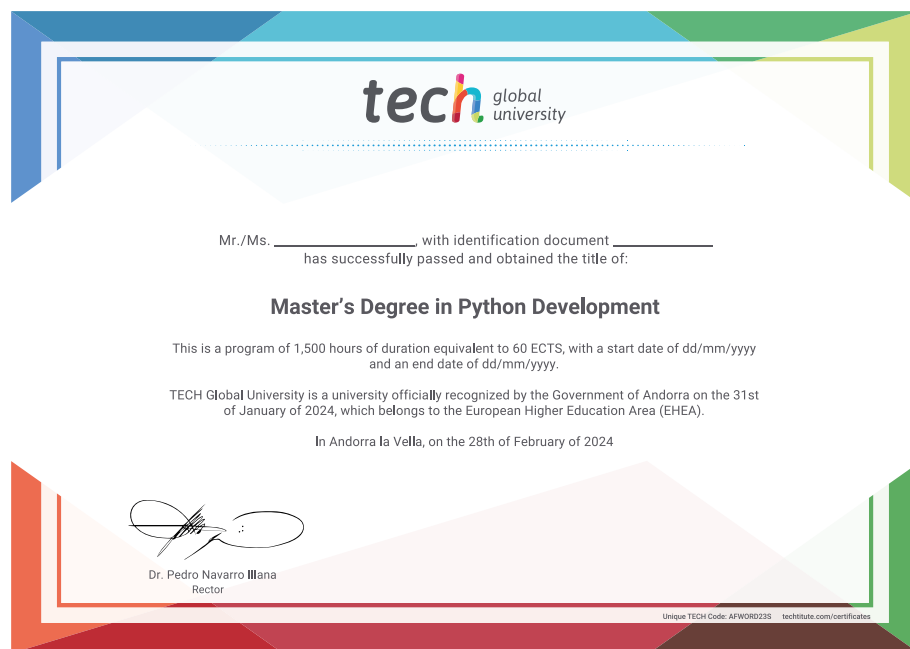 tech global
university
Mr./Ms. ____________, with identification document ____________
has successfully passed and obtained the title of:
Master’s Degree in Python Development
This is a program of 1,500 hours of duration equivalent to 60 ECTS, with a start date of dd/mm/yyyy
and an end date of dd/mm/yyyy.
TECH Global University is a university officially recognized by the Government of Andorra on the 31st
of January of 2024, which belongs to the European Higher Education Area (EHEA).
In Andorra la Vella, on the 28th of February of 2024
Dr. Pedro Navarro Illana
Rector
Unique TECH Code: AFWORD23S techtitute.com/certificates